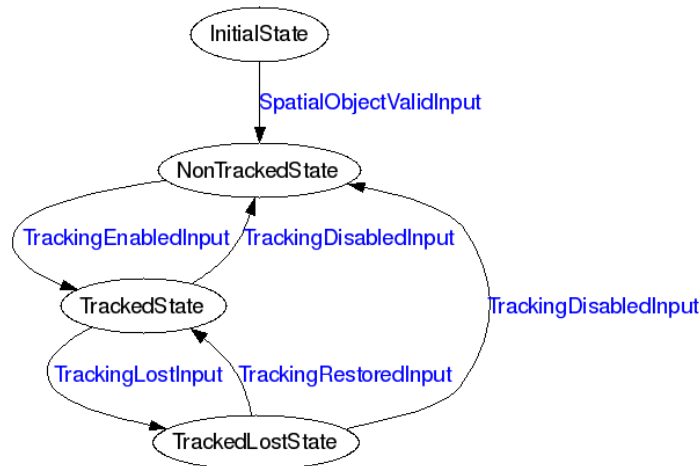 InitialState
SpatialObjectValidInput
NonTrackedState
TrackingEnabledInput
TrackingDisabledInput
TrackedState
TrackingDisabledInput
TrackingLostInput
TrackingRestoredInput
TrackedLostState